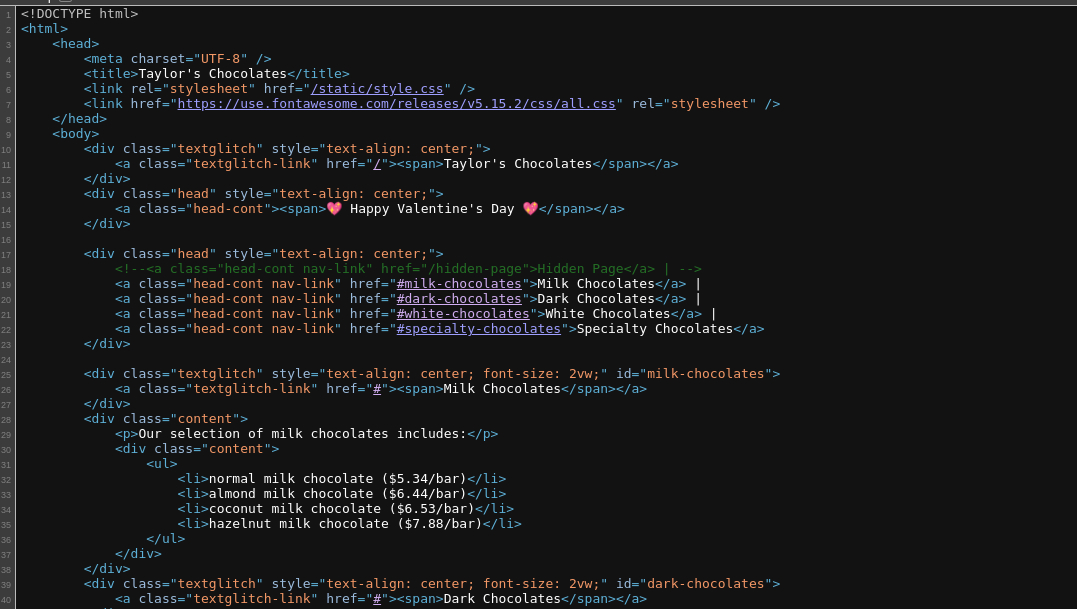 1 <!DOCTYPE html>
2 <html>
3     <head>
4         <meta charset="UTF-8" />
5         <title>Taylor's Chocolates</title>
6         <link rel="stylesheet" href="/static/style.css" />
7         <link href="https://use.fontawesome.com/releases/v5.15.2/css/all.css" rel="stylesheet" />
8     </head>
9     <body>
10         <div class="textglitch" style="text-align: center;">
11             <a class="textglitch-link" href="/"><span>Taylor's Chocolates</span></a>
12         </div>
13         <div class="head" style="text-align: center;">
14             <a class="head-cont"><span>💖 Happy Valentine's Day 💖</span></a>
15         </div>
16
17         <div class="head" style="text-align: center;">
18             <!--<a class="head-cont nav-link" href="/hidden-page">Hidden Page</a> | -->
19             <a class="head-cont nav-link" href="#milk-chocolates">Milk Chocolates</a> |
20             <a class="head-cont nav-link" href="#dark-chocolates">Dark Chocolates</a> |
21             <a class="head-cont nav-link" href="#white-chocolates">White Chocolates</a> |
22             <a class="head-cont nav-link" href="#specialty-chocolates">Specialty Chocolates</a>
23         </div>
24
25         <div class="textglitch" style="text-align: center; font-size: 2vw;" id="milk-chocolates">
26             <a class="textglitch-link" href="#"><span>Milk Chocolates</span></a>
27         </div>
28         <div class="content">
29             <p>Our selection of milk chocolates includes:</p>
30             <div class="content">
31                 <ul>
32                     <li>normal milk chocolate ($5.34/bar)</li>
33                     <li>almond milk chocolate ($6.44/bar)</li>
34                     <li>coconut milk chocolate ($6.53/bar)</li>
35                     <li>hazelnut milk chocolate ($7.88/bar)</li>
36                 </ul>
37             </div>
38         </div>
39         <div class="textglitch" style="text-align: center; font-size: 2vw;" id="dark-chocolates">
40             <a class="textglitch-link" href="#"><span>Dark Chocolates</span></a>